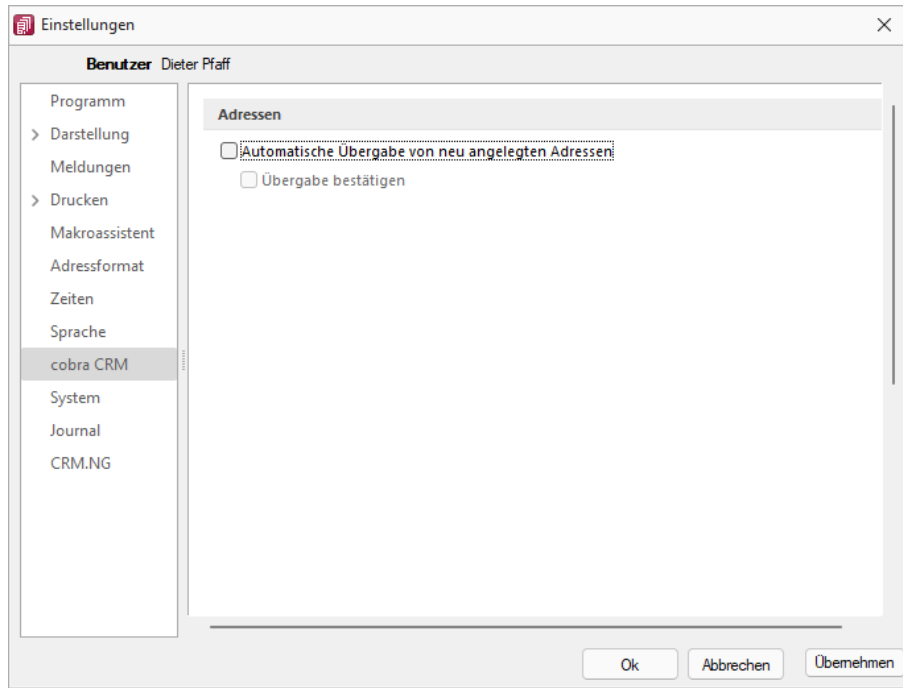 Einstellungen
Benutzer Dieter Pfaff
Programm
Darstellung
Meldungen
Drucken
Makroassistent
Adressformat
Zeiten
Sprache
cobra CRM
System
Journal
CRM.NG
Adressen
Automatische Übergabe von neu angelegten Adressen
Übergabe bestätigen
Ok
Abbrechen
Übernehmen